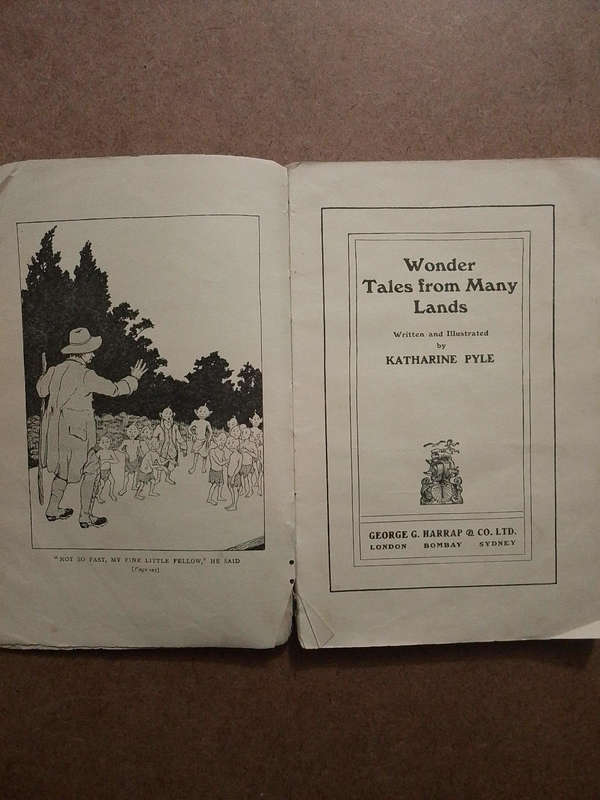 "NOT SO FAST, MY FINE LITTLE FELLOW," HE SAID
[Page
Wonder
Tales from Many
Lands
Written and Illustrated
by
KATHARINE PYLE
GEORGE G. HARRAP & CO. LTD.
LONDON BOMBAY SYDNEY